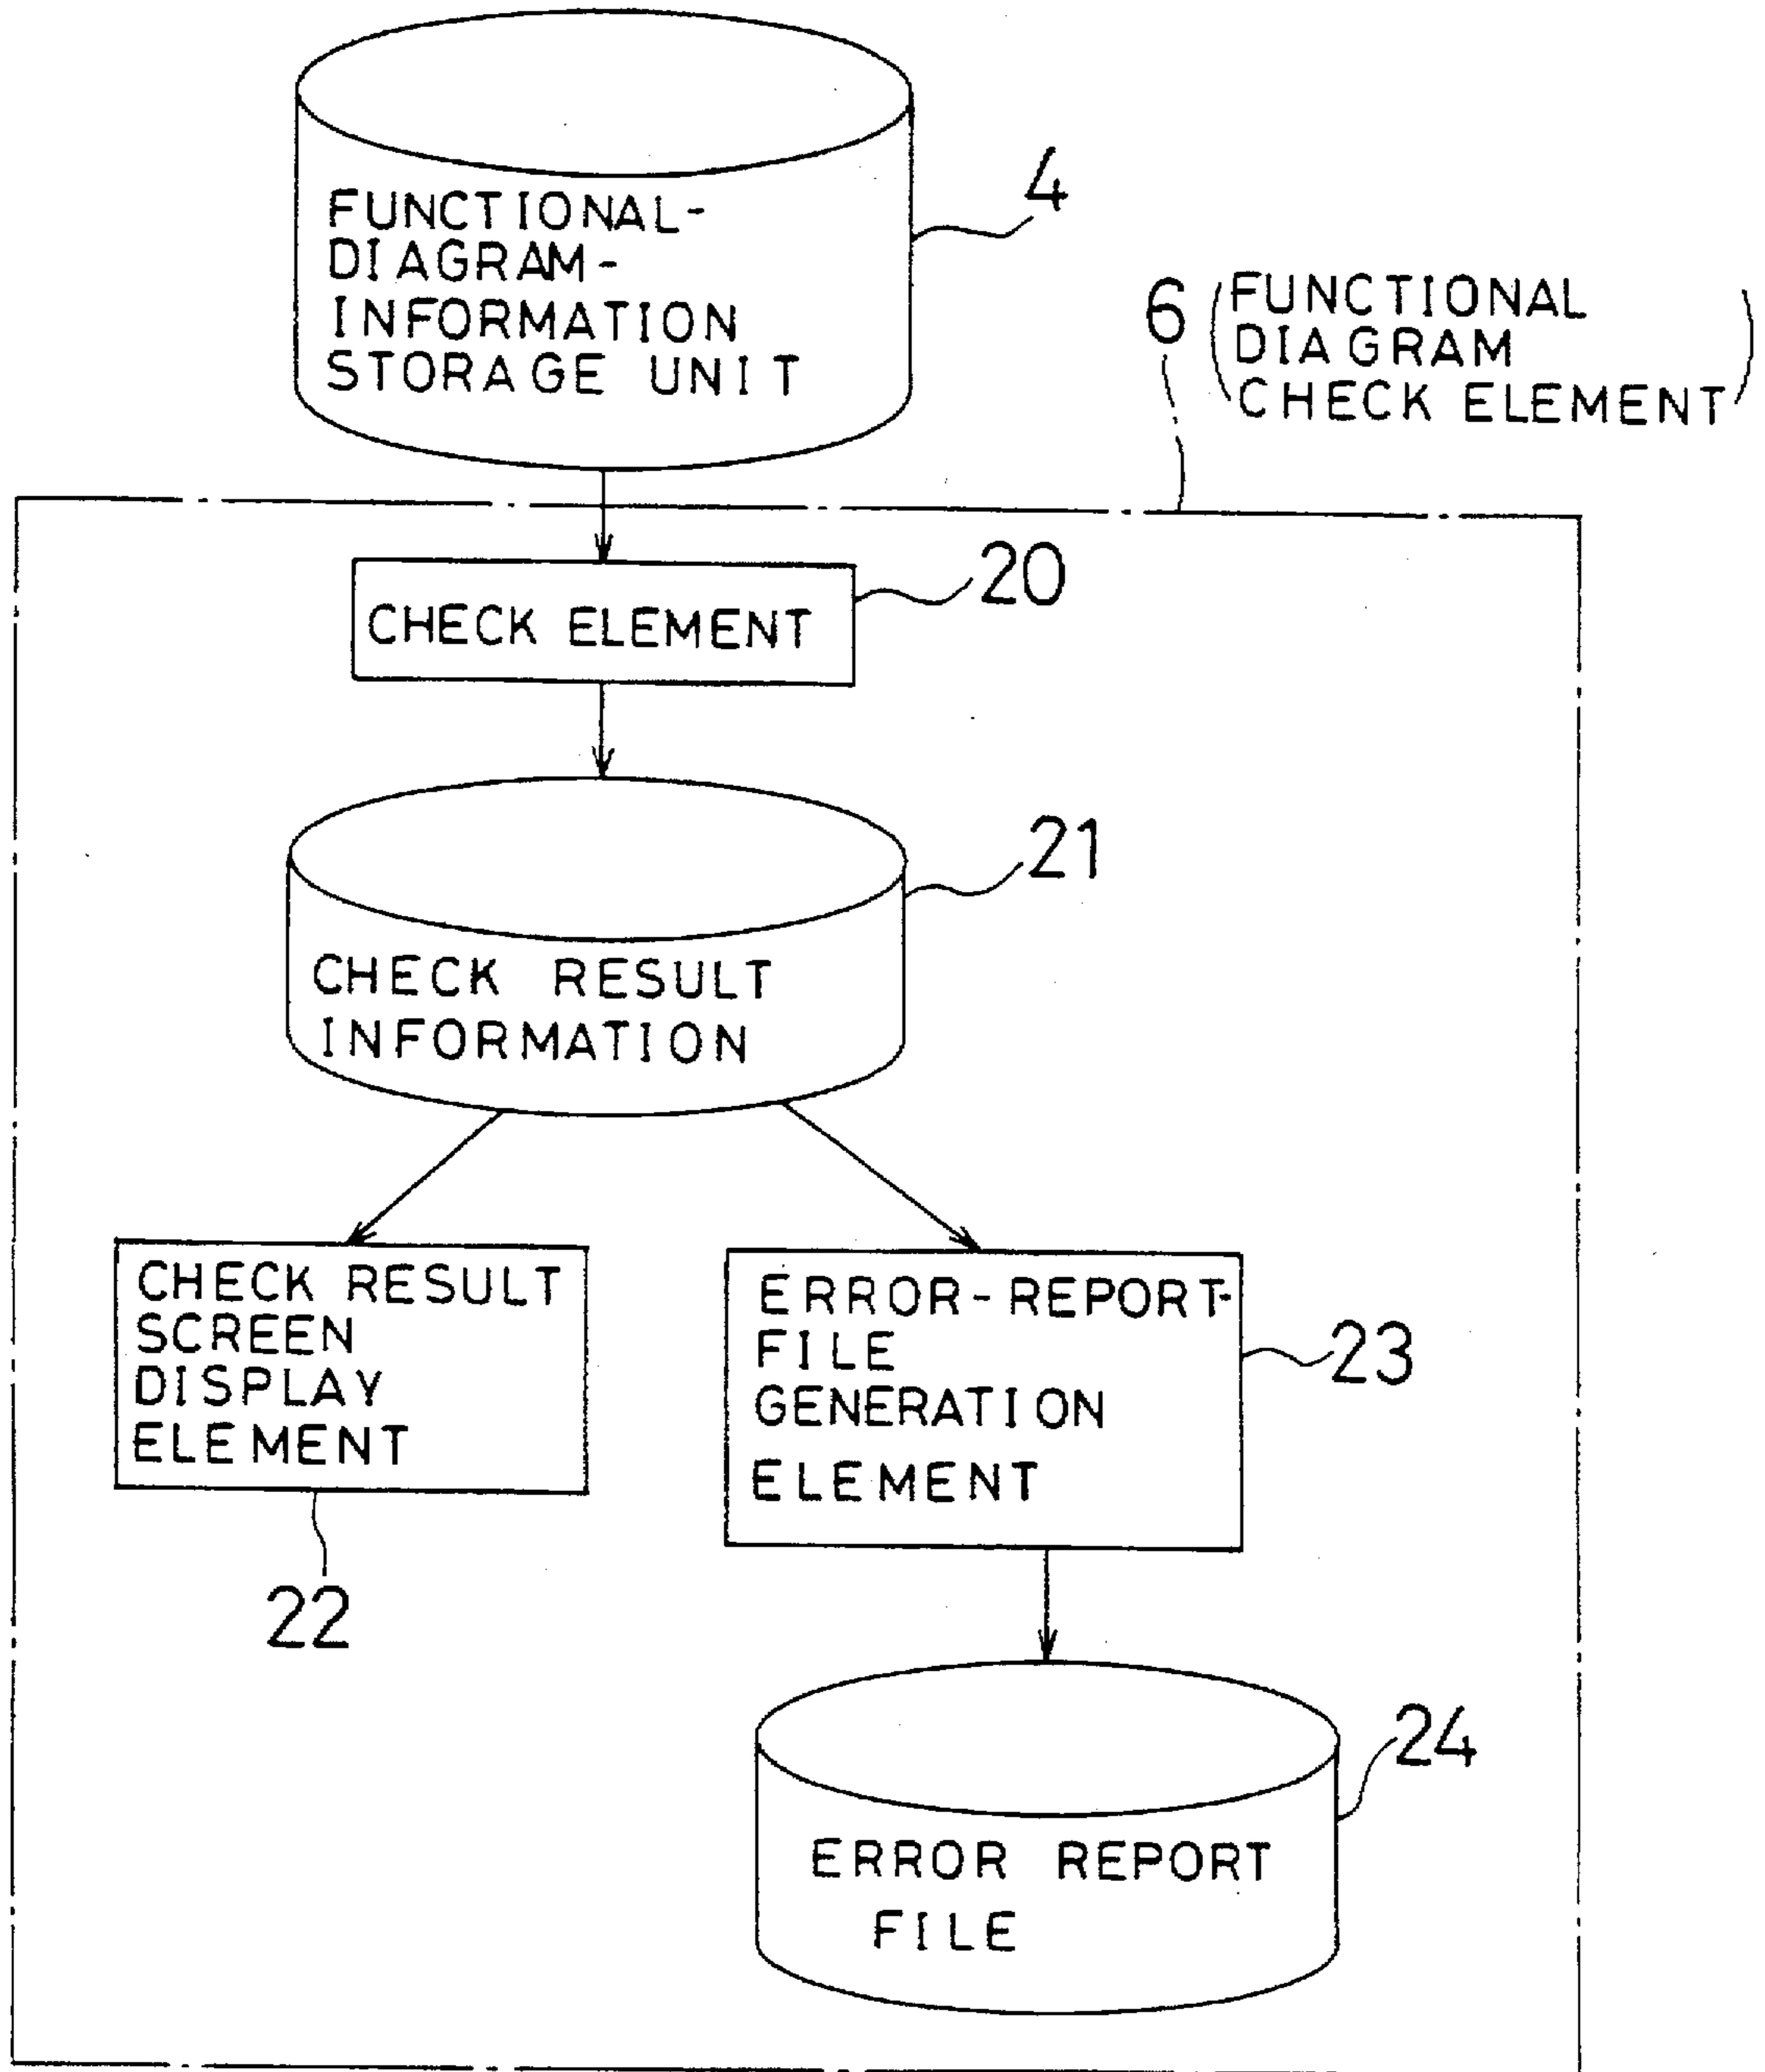 FUNCTIONAL-
DIAGRAM-
INFORMATION
STORAGE UNIT
4
6 (FUNCTIONAL
DIAGRAM
CHECK ELEMENT)
CHECK ELEMENT
20
21
CHECK RESULT
INFORMATION
CHECK RESULT
SCREEN
DISPLAY
ELEMENT
22
ERROR-REPORT-
FILE
GENERATION
ELEMENT
23
24
ERROR REPORT
FILE